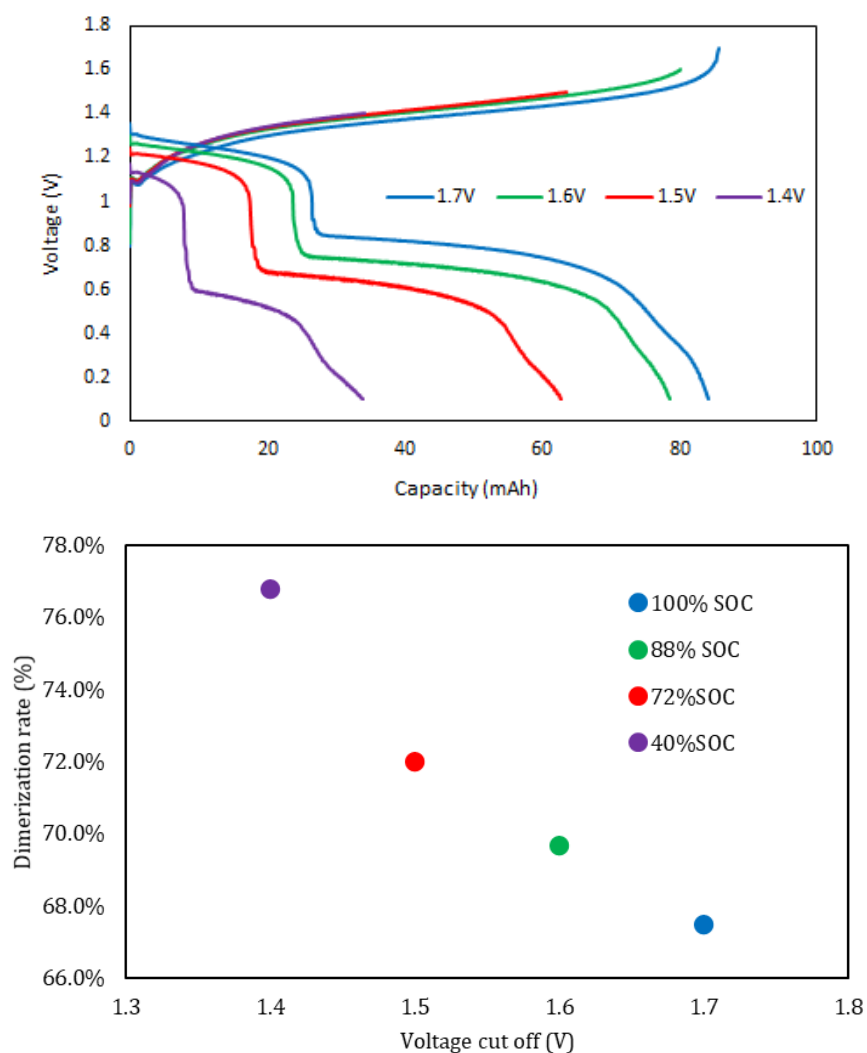 1.8
1.6
1.4
1.2
1
0.8
0.6
0.4
0.2
0
Voltage (V)
1.7V 1.6V 1.5V 1.4V
0 20 40 60 80 100
Capacity (mAh)
78.0%
76.0%
74.0%
72.0%
70.0%
68.0%
66.0%
Dimerization rate (%)
100% SOC
88% SOC
72%SOC
40%SOC
1.3 1.4 1.5 1.6 1.7 1.8
Voltage cut off (V)